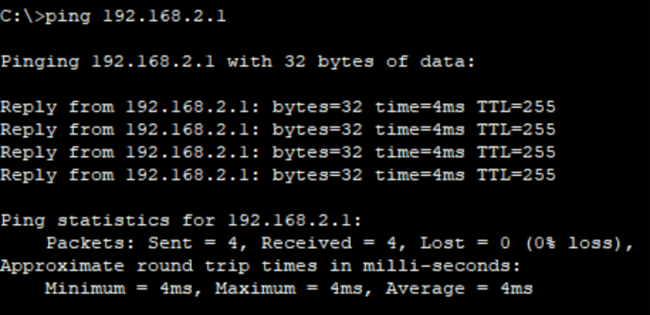 C:\>ping 192.168.2.1
Pinging 192.168.2.1 with 32 bytes of data:
Reply from 192.168.2.1: bytes=32 time=4ms TTL=255
Reply from 192.168.2.1: bytes=32 time=4ms TTL=255
Reply from 192.168.2.1: bytes=32 time=4ms TTL=255
Reply from 192.168.2.1: bytes=32 time=4ms TTL=255
Ping statistics for 192.168.2.1:
Packets: Sent = 4, Received = 4, Lost = 0 (0% loss),
Approximate round trip times in milli-seconds:
Minimum = 4ms, Maximum = 4ms, Average = 4ms